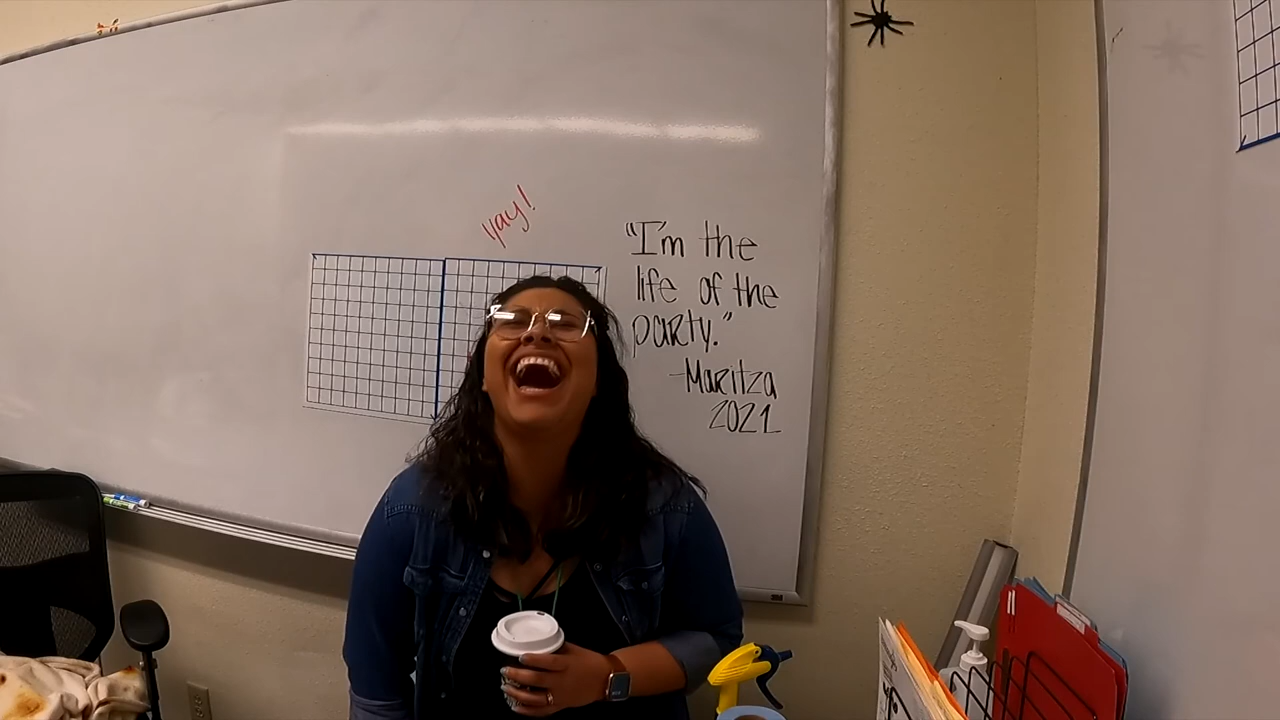 yay!
"I'm the
life of the
party."
-Maritza
2021